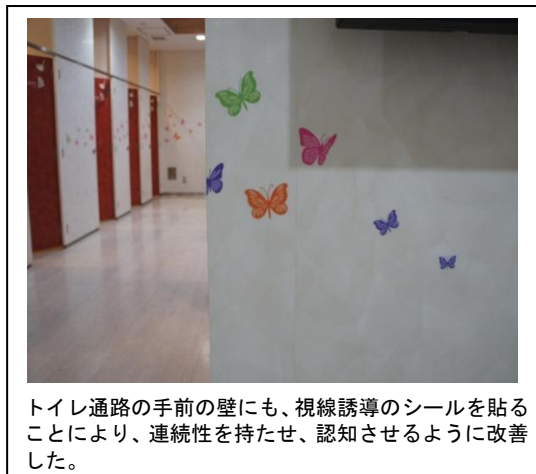 トイレ通路の手前の壁にも、視線誘導のシールを貼る
ことにより、連続性を持たせ、認知させるように改善
した。